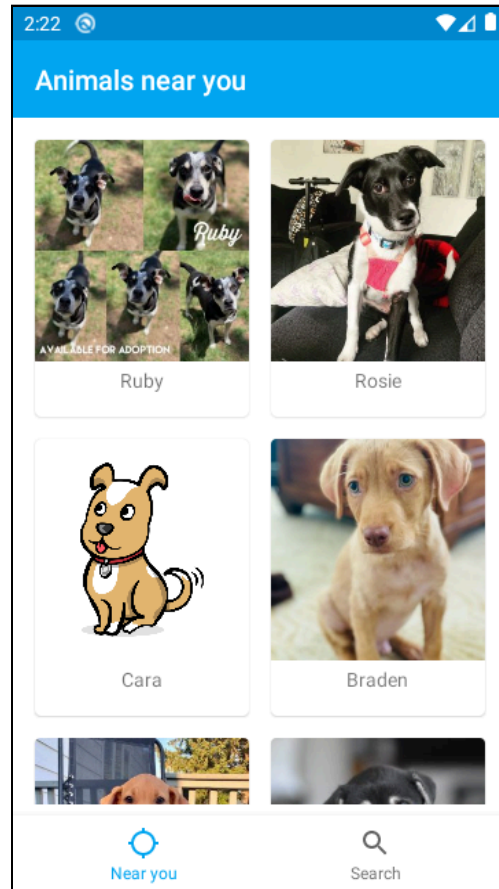 2:22
Animals near you
Ruby
AVAILABLE FOR ADOPTION
Ruby
Rosie
Cara
Braden
Near you
Search